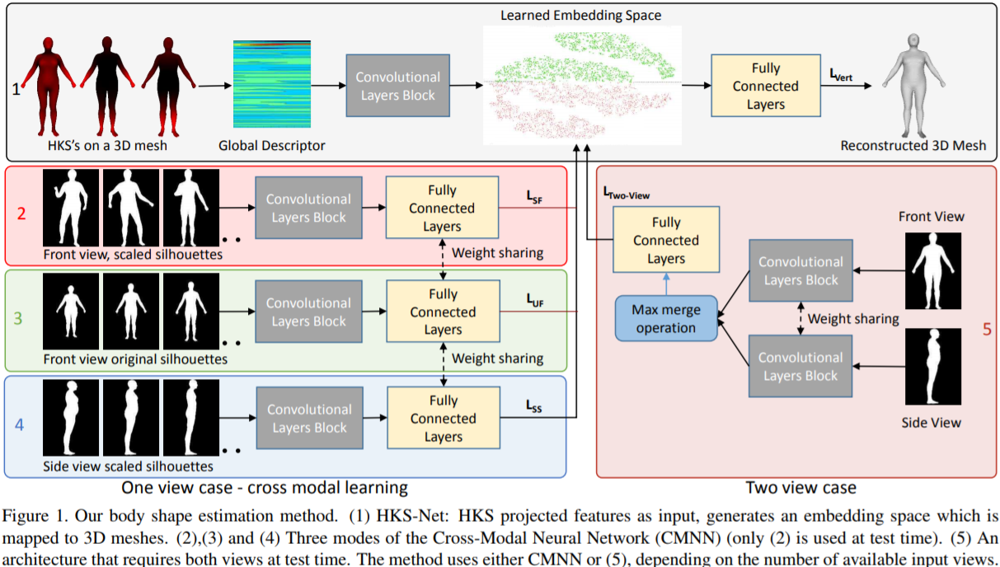 Learned Embedding Space
1
Convolutional
Layers Block
Fully
Connected
Layers
LVert
HKS's on a 3D mesh
Global Descriptor
Reconstructed 3D Mesh
2
Convolutional
Layers Block
Fully
Connected
Layers
LSF
Front view, scaled silhouettes
Weight sharing
3
Convolutional
Layers Block
Fully
Connected
Layers
LUF
Front view original silhouettes
Weight sharing
4
Convolutional
Layers Block
Fully
Connected
Layers
LSS
Side view scaled silhouettes
One view case - cross modal learning
LTwo-View
Fully
Connected
Layers
Front View
Convolutional
Layers Block
Max merge
operation
Weight sharing
5
Convolutional
Layers Block
Side View
Two view case
Figure 1. Our body shape estimation method. (1) HKS-Net: HKS projected features as input, generates an embedding space which is
mapped to 3D meshes. (2),(3) and (4) Three modes of the Cross-Modal Neural Network (CMNN) (only (2) is used at test time). (5) An
architecture that requires both views at test time. The method uses either CMNN or (5), depending on the number of available input views.